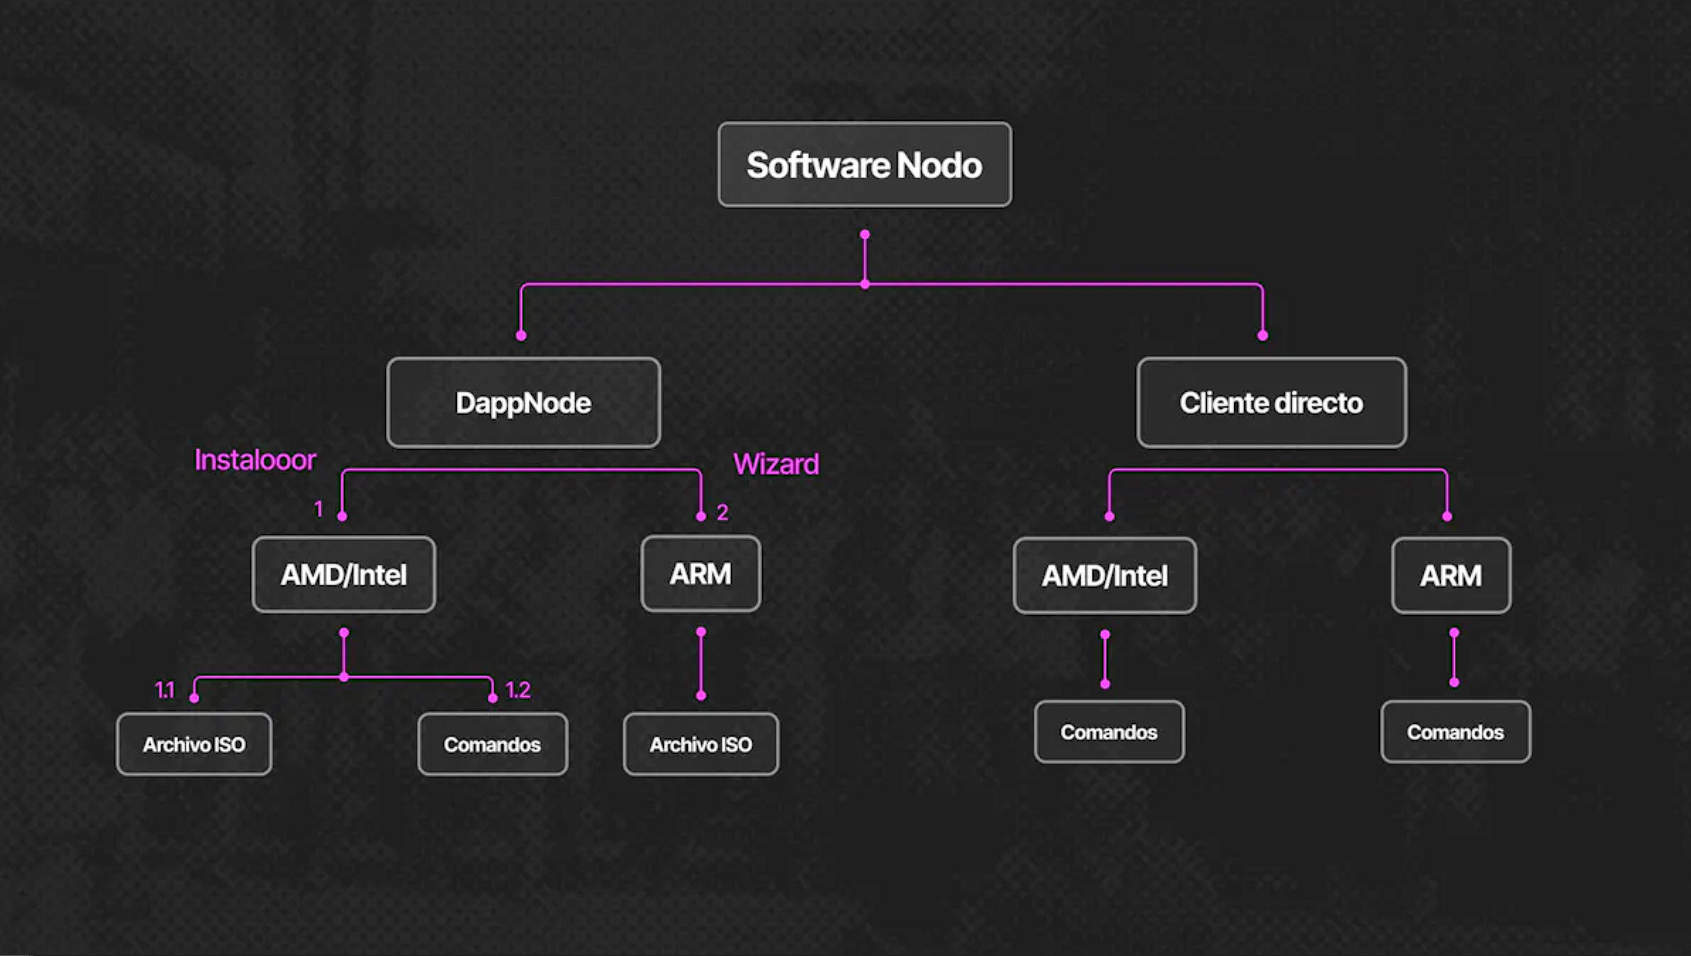 Software Nodo
DappNode
Cliente directo
Instalooor
Wizard
1
2
AMD/Intel
ARM
AMD/Intel
ARM
1.1
1.2
Archivo ISO
Comandos
Archivo ISO
Comandos
Comandos